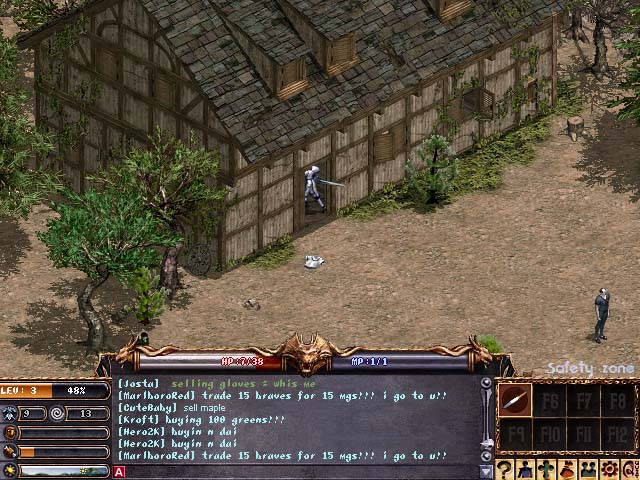 HP:7/38 MP:1/1
Safety zone
LEV: 3 48%
9 13
[Josta] selling gloves = whis me
[MarlboroRed] trade 15 braves for 15 mgs!!? i go to u!!
[CuteBaby] sell maple
[Kroft] buying 100 greens!!?
[Hero2K] buyin n dai
[Hero2K] buyin n dai
[MarlboroRed] trade 15 braves for 15 mgs!!? i go to u!!
A
F6 F7 F8
F9 F10 F11 F12
?